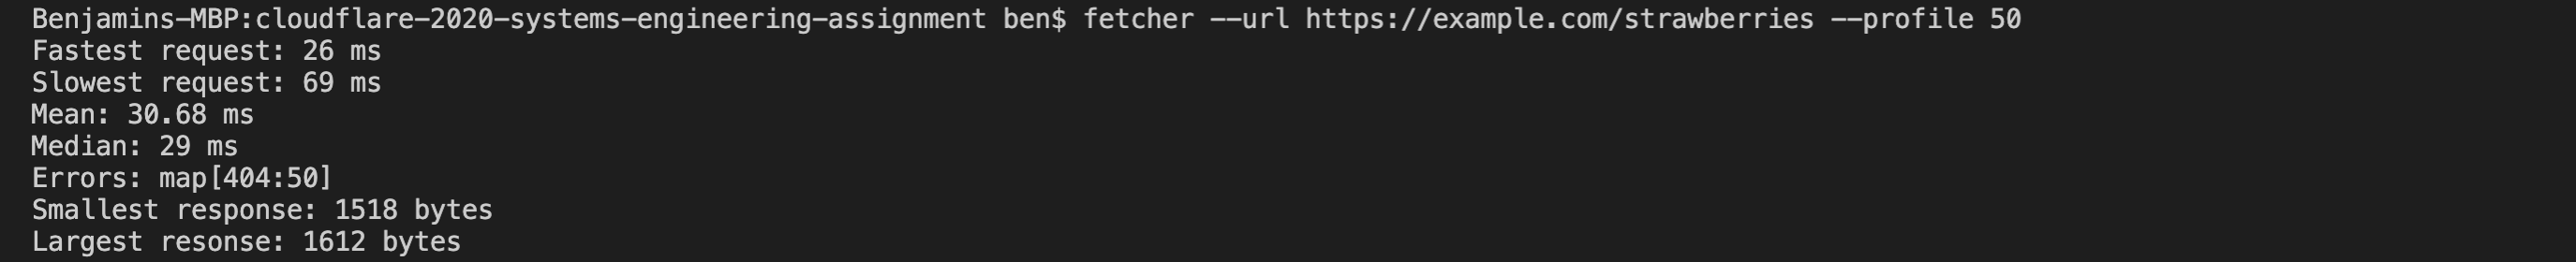 Benjamins-MBP:cloudflare-2020-systems-engineering-assignment ben$ fetcher --url https://example.com/strawberries --profile 50
Fastest request: 26 ms
Slowest request: 69 ms
Mean: 30.68 ms
Median: 29 ms
Errors: map[404:50]
Smallest response: 1518 bytes
Largest resonse: 1612 bytes